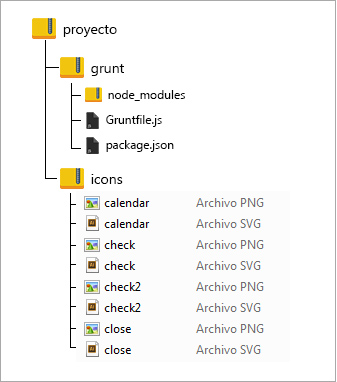 proyecto
grunt
node_modules
Gruntfile.js
package.json
icons
calendar Archivo PNG
calendar Archivo SVG
check Archivo PNG
check Archivo SVG
check2 Archivo PNG
check2 Archivo SVG
close Archivo PNG
close Archivo SVG